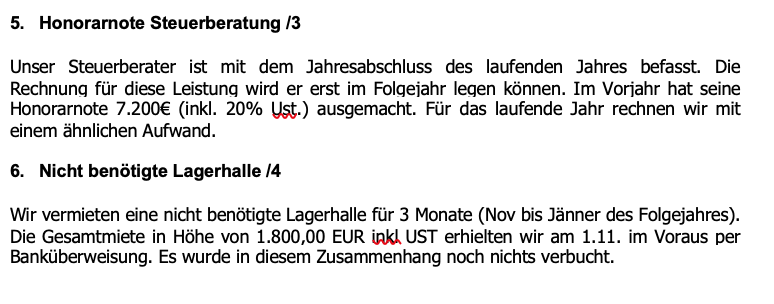 5. Honorarnote Steuerberatung /3
Unser Steuerberater ist mit dem Jahresabschluss des laufenden Jahres befasst. Die
Rechnung für diese Leistung wird er erst im Folgejahr legen können. Im Vorjahr hat seine
Honorarnote 7.200€ (inkl. 20% Ust.) ausgemacht. Für das laufende Jahr rechnen wir mit
einem ähnlichen Aufwand.
6. Nicht benötigte Lagerhalle /4
Wir vermieten eine nicht benötigte Lagerhalle für 3 Monate (Nov bis Jänner des Folgejahres).
Die Gesamtmiete in Höhe von 1.800,00 EUR inkl UST erhielten wir am 1.11. im Voraus per
Banküberweisung. Es wurde in diesem Zusammenhang noch nichts verbucht.